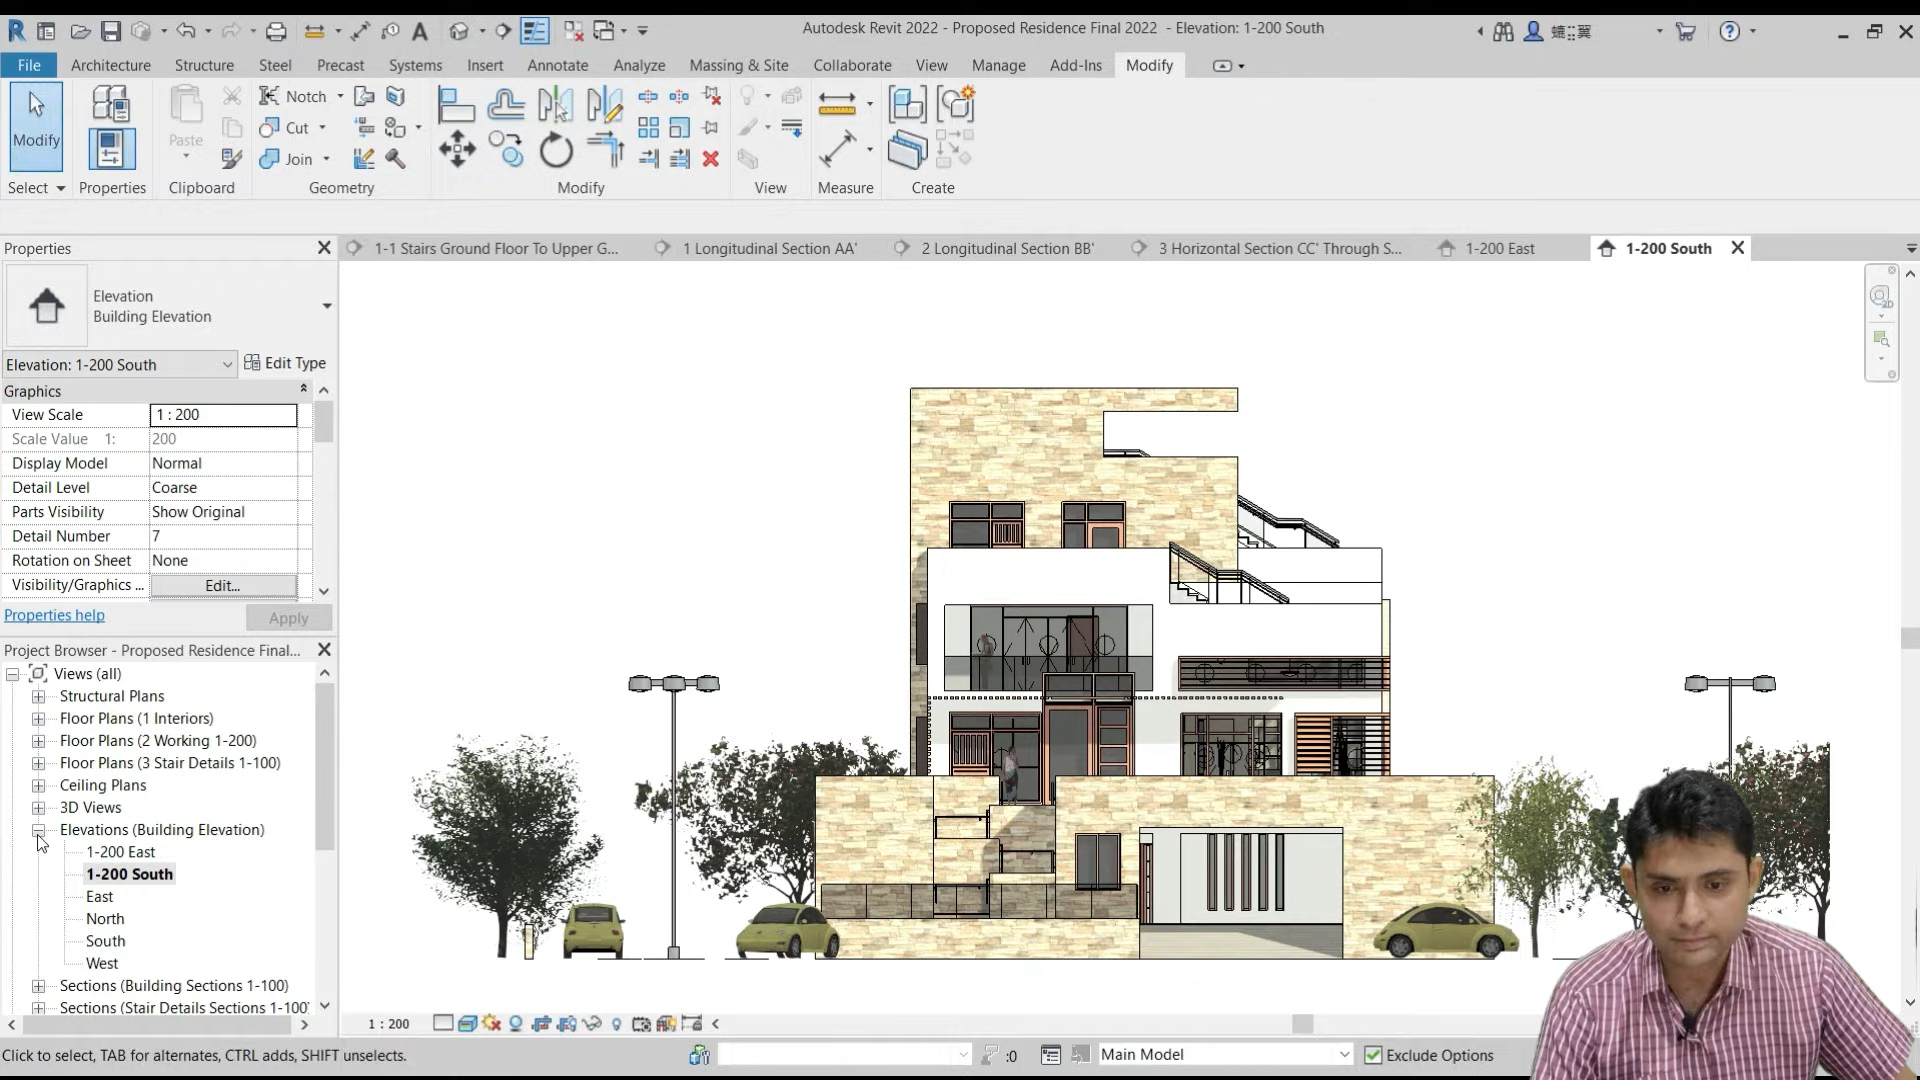 Autodesk Revit 2022 - Proposed Residence Final 2022 - Elevation: 1-200 South
File Architecture Structure Steel Precast Systems Insert Annotate Analyze Massing & Site Collaborate View Manage Add-Ins Modify
Modify
Paste
Notch
Cut
Join
Select Properties Clipboard Geometry Modify View Measure Create
Properties
1-1 Stairs Ground Floor To Upper G...
1 Longitudinal Section AA'
2 Longitudinal Section BB'
3 Horizontal Section CC' Through S...
1-200 East
1-200 South
Elevation
Building Elevation
Elevation: 1-200 South
Edit Type
Graphics
View Scale 1 : 200
Scale Value 1: 200
Display Model Normal
Detail Level Coarse
Parts Visibility Show Original
Detail Number 7
Rotation on Sheet None
Visibility/Graphics ... Edit...
Properties help
Apply
Project Browser - Proposed Residence Final...
Views (all)
Structural Plans
Floor Plans (1 Interiors)
Floor Plans (2 Working 1-200)
Floor Plans (3 Stair Details 1-100)
Ceiling Plans
3D Views
Elevations (Building Elevation)
1-200 East
1-200 South
East
North
South
West
Sections (Building Sections 1-100)
Sections (Stair Details Sections 1-100)
1 : 200
Click to select, TAB for alternates, CTRL adds, SHIFT unselects.
:0
Main Model
Exclude Options